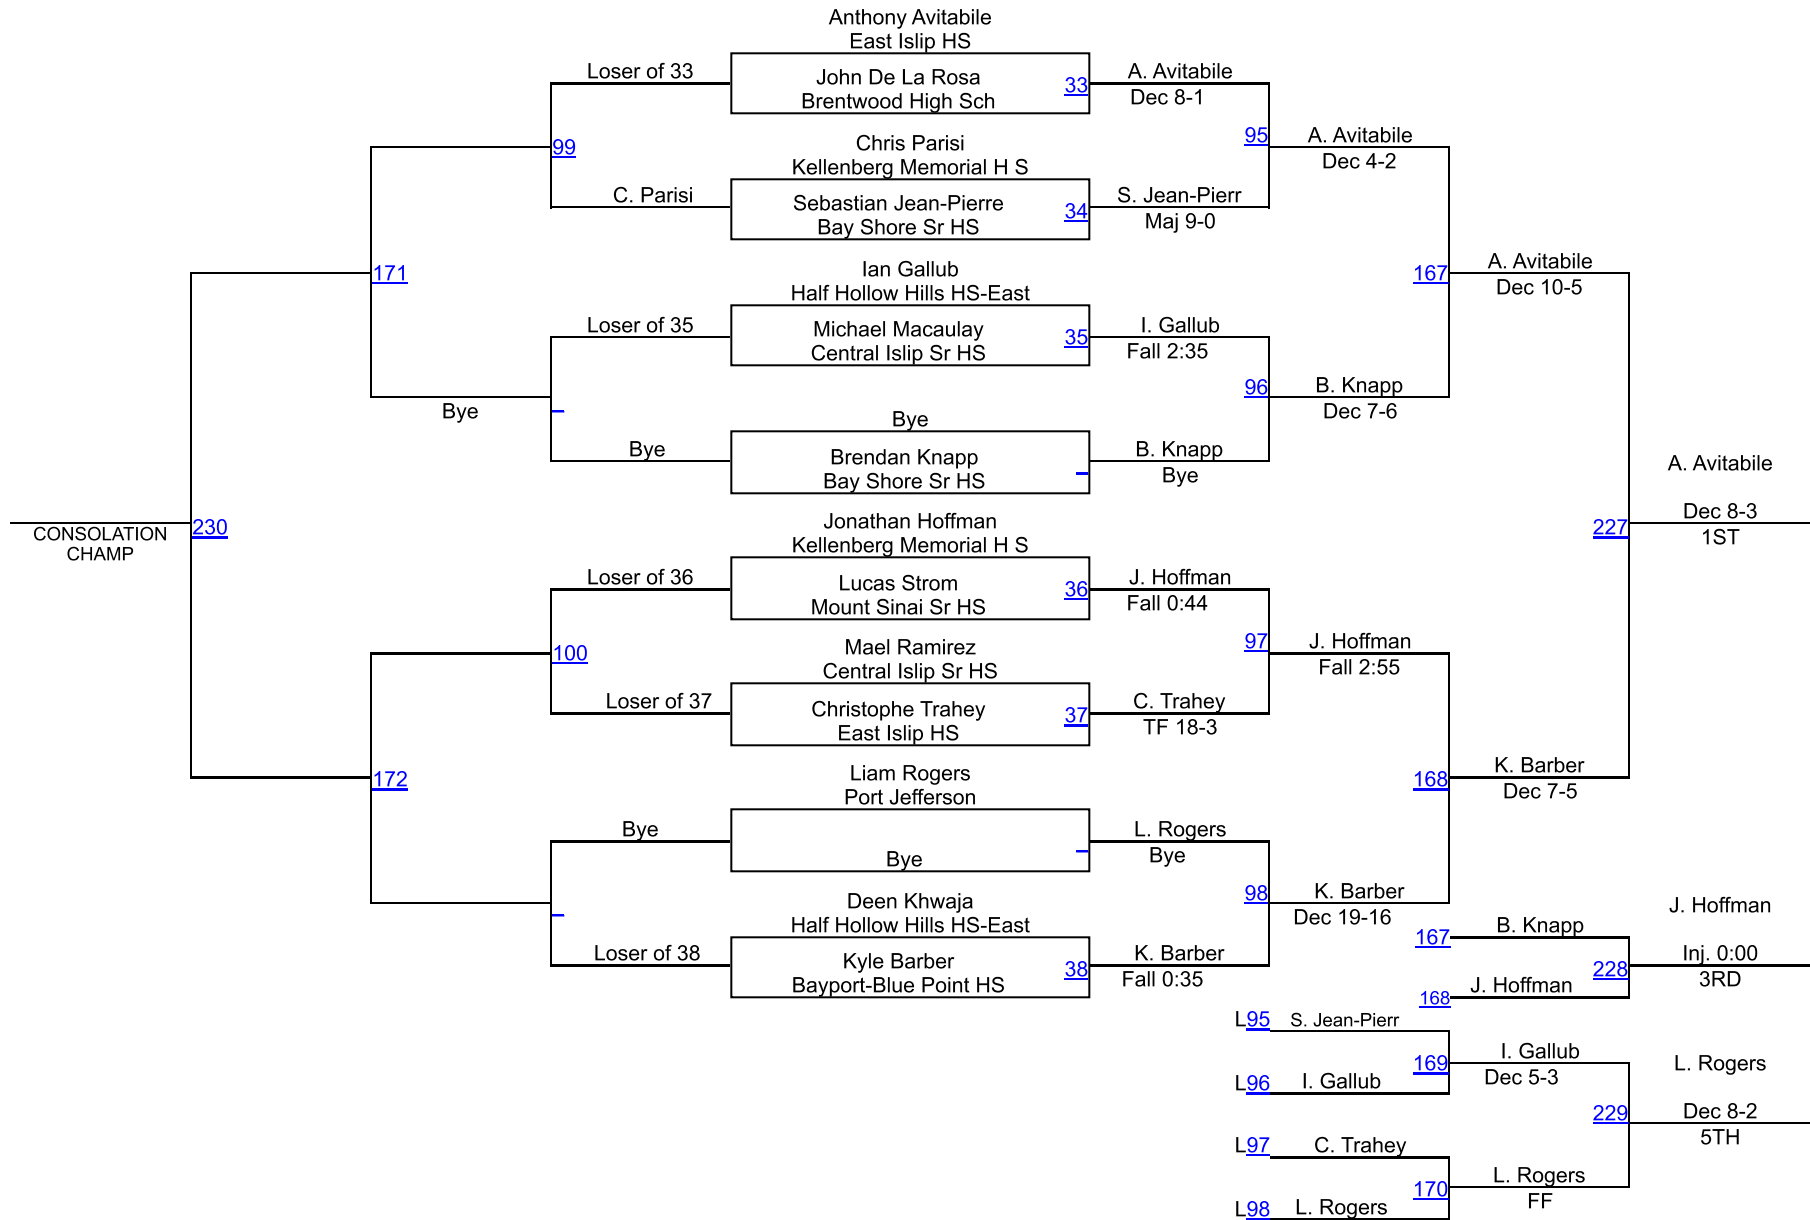 Anthony Avitabile
East Islip HS
Loser of 33
John De La Rosa
Brentwood High Sch
33
A. Avitabile
Dec 8-1
99
Chris Parisi
Kellenberg Memorial H S
95
A. Avitabile
Dec 4-2
C. Parisi
Sebastian Jean-Pierre
Bay Shore Sr HS
34
S. Jean-Pierr
Maj 9-0
171
Ian Gallub
Half Hollow Hills HS-East
167
A. Avitabile
Dec 10-5
Loser of 35
Michael Macaulay
Central Islip Sr HS
35
I. Gallub
Fall 2:35
Bye
Bye
96
B. Knapp
Dec 7-6
Bye
Brendan Knapp
Bay Shore Sr HS
B. Knapp
Bye
CONSOLATION
CHAMP
230
Jonathan Hoffman
Kellenberg Memorial H S
227
A. Avitabile
Dec 8-3
1ST
Loser of 36
Lucas Strom
Mount Sinai Sr HS
36
J. Hoffman
Fall 0:44
100
Mael Ramirez
Central Islip Sr HS
97
J. Hoffman
Fall 2:55
Loser of 37
Christophe Trahey
East Islip HS
37
C. Trahey
TF 18-3
172
Liam Rogers
Port Jefferson
168
K. Barber
Dec 7-5
Bye
Bye
L. Rogers
Bye
Deen Khwaja
Half Hollow Hills HS-East
98
K. Barber
Dec 19-16
Loser of 38
Kyle Barber
Bayport-Blue Point HS
38
K. Barber
Fall 0:35
167
B. Knapp
228
J. Hoffman
Inj. 0:00
3RD
168
J. Hoffman
L95
S. Jean-Pierr
169
I. Gallub
Dec 5-3
L96
I. Gallub
229
L. Rogers
Dec 8-2
5TH
L97
C. Trahey
170
L. Rogers
FF
L98
L. Rogers